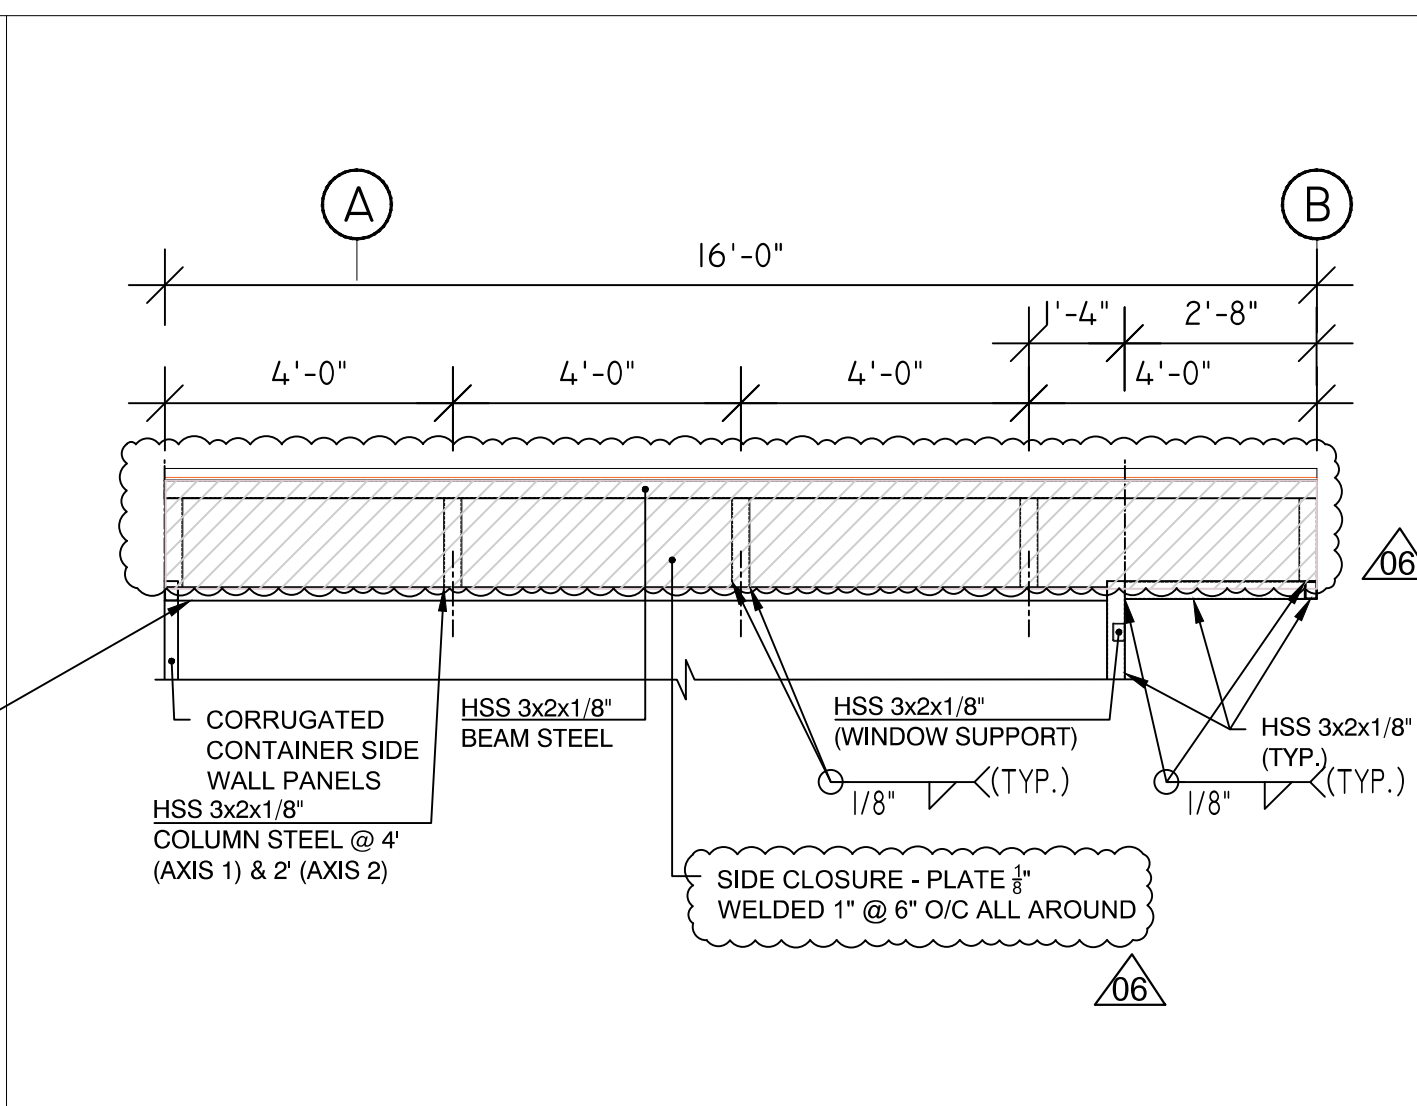 A
B
16'-0"
1'-4"
2'-8"
4'-0"
4'-0"
4'-0"
4'-0"
06
CORRUGATED
CONTAINER SIDE
WALL PANELS
HSS 3x2x1/8"
COLUMN STEEL @ 4'
(AXIS 1) & 2' (AXIS 2)
HSS 3x2x1/8"
BEAM STEEL
HSS 3x2x1/8"
(WINDOW SUPPORT)
HSS 3x2x1/8"
(TYP.)
1/8"
(TYP.)
1/8"
(TYP.)
SIDE CLOSURE - PLATE 1/8"
WELDED 1" @ 6" O/C ALL AROUND
06